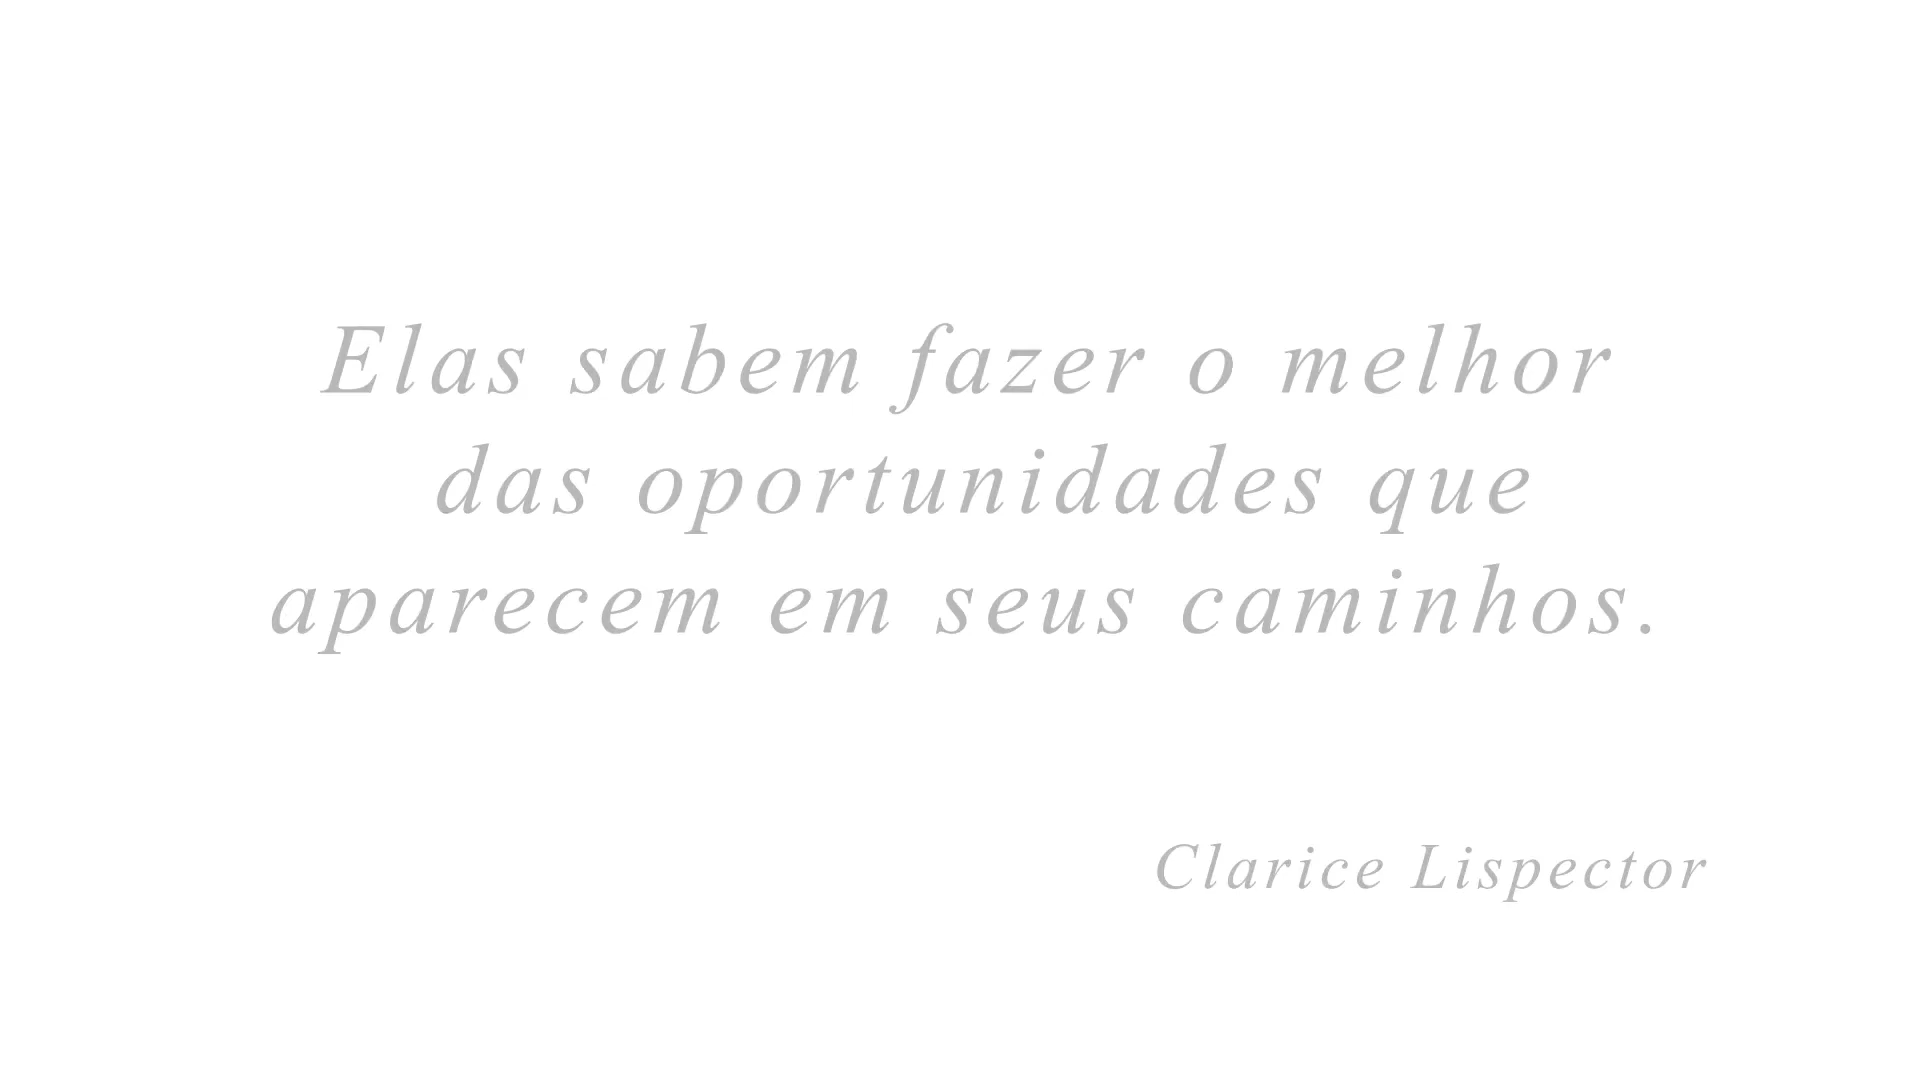 Elas sabem fazer o melhor
das oportunidades que
aparecem em seus caminhos.
Clarice Lispector